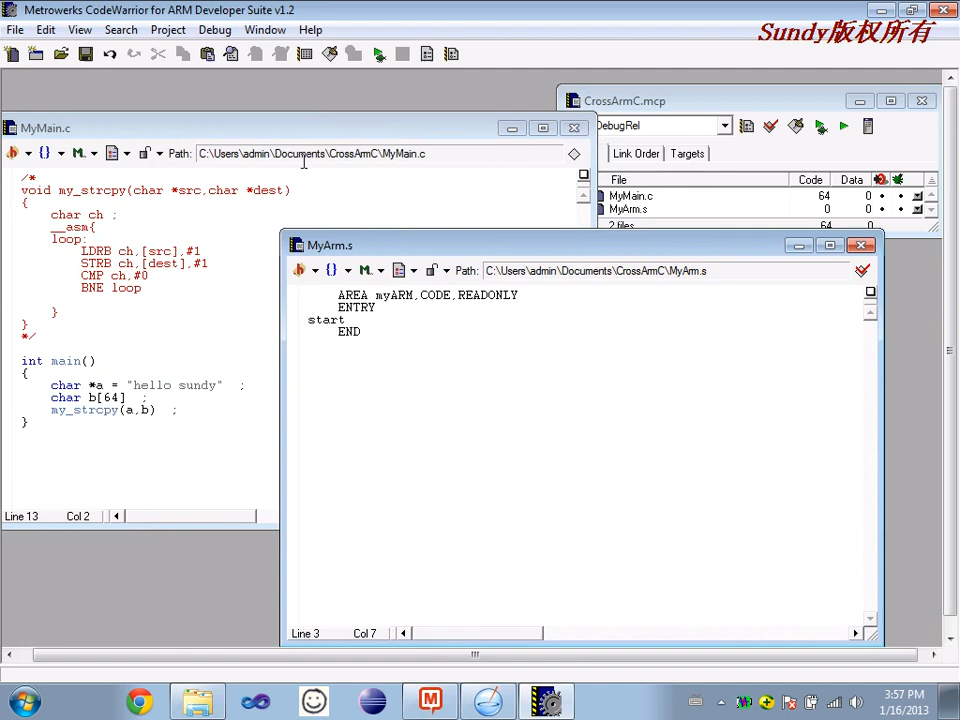 Metrowerks CodeWarrior for ARM Developer Suite v1.2
File Edit View Search Project Debug Window Help
Sundy版权所有
CrossArmC.mcp
DebugRel
Link Order Targets
File Code Data
MyMain.c 64 0
MyArm.s 0 0
2 files 64 0
MyMain.c
Path: C:\Users\admin\Documents\CrossArmC\MyMain.c
/*
void my_strcpy(char *src,char *dest)
{
char ch ;
__asm{
loop:
LDRB ch,[src],#1
STRB ch,[dest],#1
CMP ch,#0
BNE loop
}
}
*/
int main()
{
char *a = "hello sundy" ;
char b[64] ;
my_strcpy(a,b) ;
}
Line 13 Col 2
MyArm.s
Path: C:\Users\admin\Documents\CrossArmC\MyArm.s
AREA myARM,CODE,READONLY
ENTRY
start
END
Line 3 Col 7
3:57 PM
1/16/2013